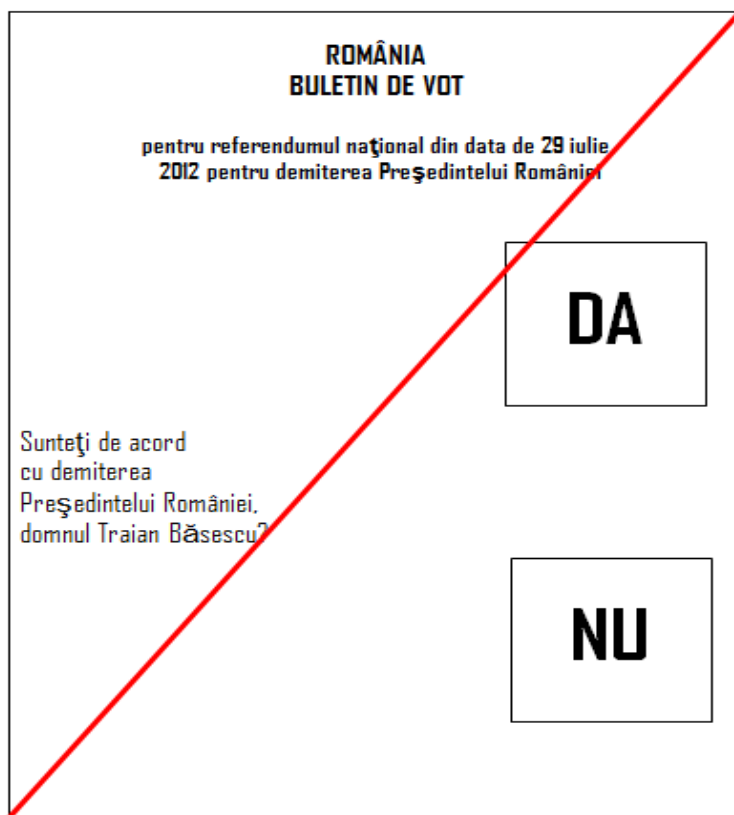 ROMÂNIA
BULETIN DE VOT
pentru referendumul naţional din data de 29 iulie
2012 pentru demiterea Preşedintelui României
DA
Sunteţi de acord
cu demiterea
Preşedintelui României,
domnul Traian Băsescu?
NU